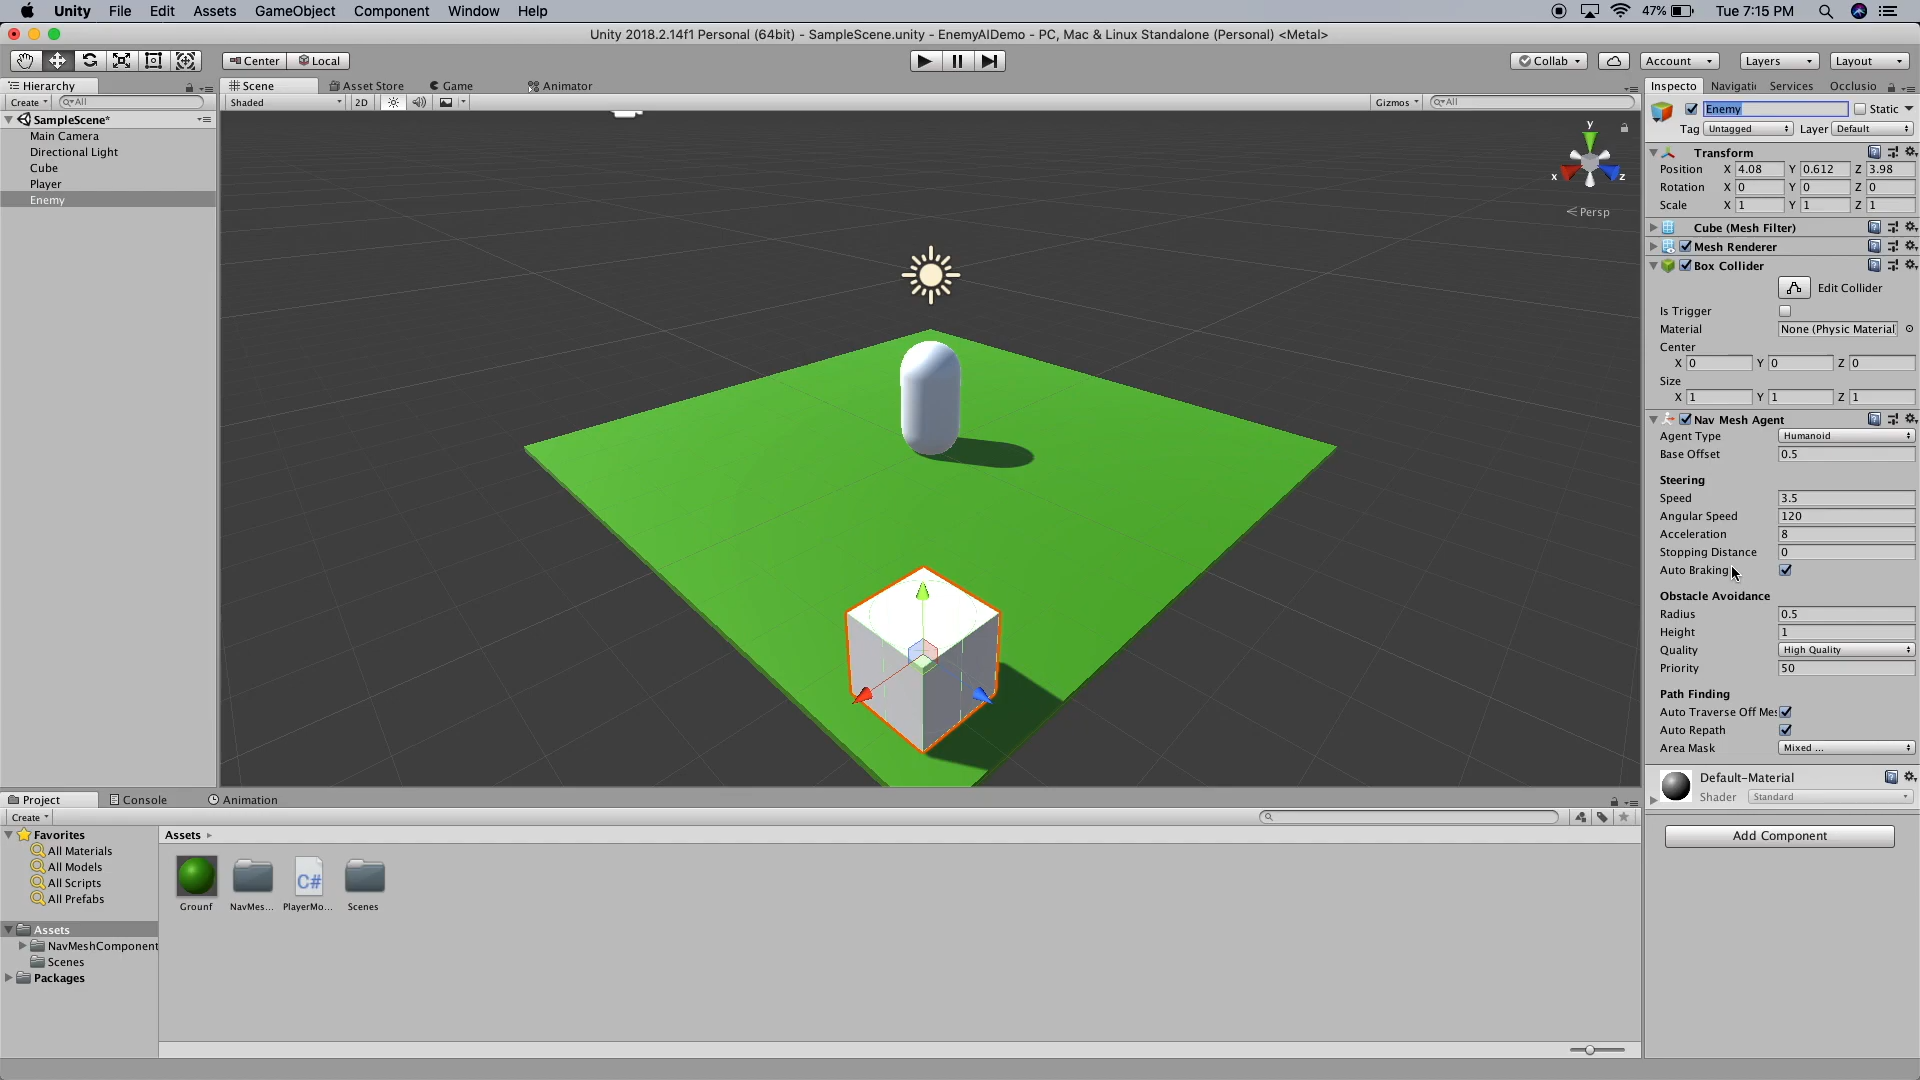 Unity File Edit Assets GameObject Component Window Help 47% Tue 7:15 PM
Unity 2018.2.14f1 Personal (64bit) - SampleScene.unity - EnemyAIDemo - PC, Mac & Linux Standalone (Personal) <Metal>
Center Local Collab Account Layers Layout
Hierarchy Scene Asset Store Game Animator Inspecto Navigati Services Occlusio
Create All Shaded 2D Gizmos All
Enemy Static
Tag Untagged Layer Default
SampleScene*
Main Camera
Directional Light
Cube
Player
Enemy
y
x z
Persp
Transform
Position X 4.08 Y 0.612 Z 3.98
Rotation X 0 Y 0 Z 0
Scale X 1 Y 1 Z 1
Cube (Mesh Filter)
Mesh Renderer
Box Collider
Edit Collider
Is Trigger
Material None (Physic Material
Center
X 0 Y 0 Z 0
Size
X 1 Y 1 Z 1
Nav Mesh Agent
Agent Type Humanoid
Base Offset 0.5
Steering
Speed 3.5
Angular Speed 120
Acceleration 8
Stopping Distance 0
Auto Braking
Obstacle Avoidance
Radius 0.5
Height 1
Quality High Quality
Priority 50
Path Finding
Auto Traverse Off Mes
Auto Repath
Area Mask Mixed ...
Default-Material
Shader Standard
Add Component
Project Console Animation
Create
Favorites
All Materials
All Models
All Scripts
All Prefabs
Assets
NavMeshComponent
Scenes
Packages
Assets
C#
Grounf NavMes... PlayerMo... Scenes